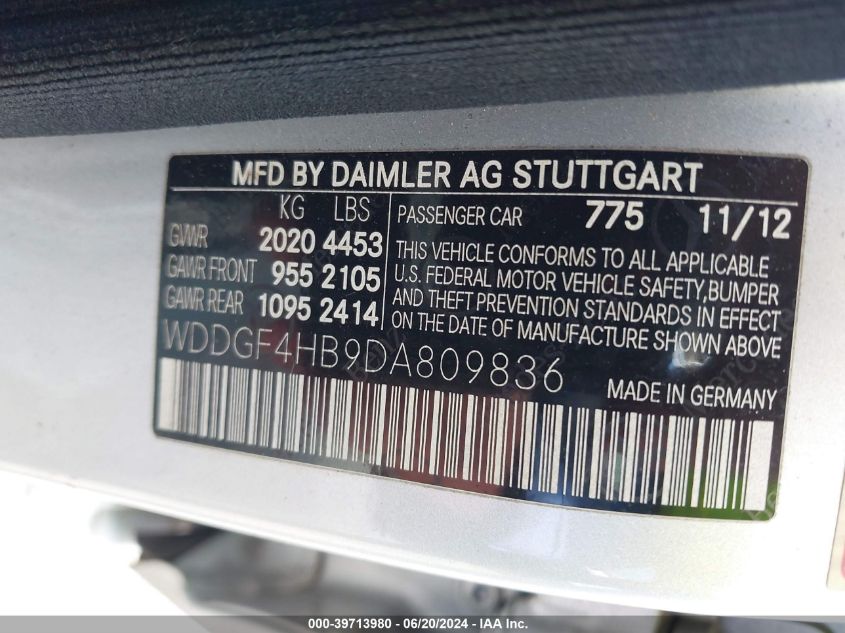 MFD BY DAIMLER AG STUTTGART
KG LBS
GVWR 2020 4453
GAWR FRONT 955 2105
GAWR REAR 1095 2414
PASSENGER CAR 775 11/12
THIS VEHICLE CONFORMS TO ALL APPLICABLE
U.S. FEDERAL MOTOR VEHICLE SAFETY,BUMPER
AND THEFT PREVENTION STANDARDS IN EFFECT
ON THE DATE OF MANUFACTURE SHOWN ABOVE
WDDGF4HB9DA809836
MADE IN GERMANY
000-39713980 / 06/20/2024 - IAA Inc.